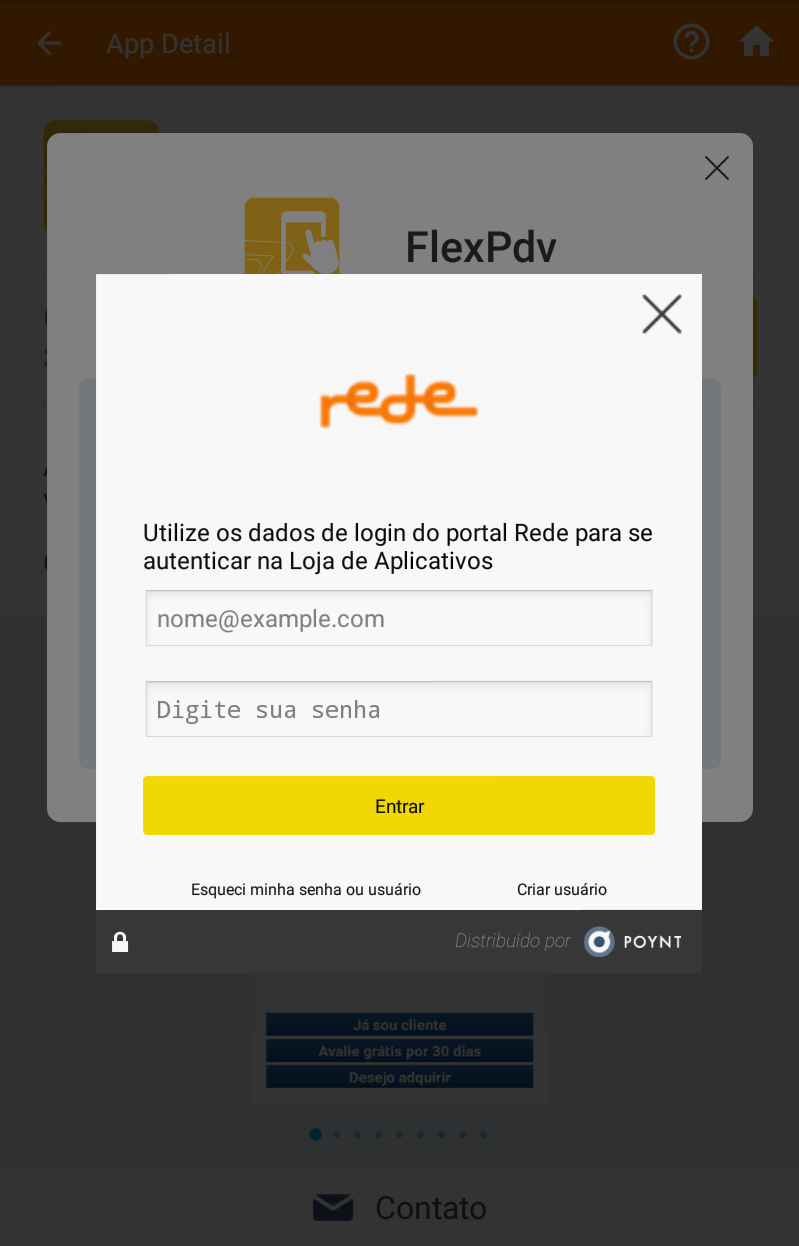 App Detail
FlexPdv
rede
Utilize os dados de login do portal Rede para se
autenticar na Loja de Aplicativos
nome@example.com
Digite sua senha
Entrar
Esqueci minha senha ou usuário
Criar usuário
Distribuído por POYNT
Já sou cliente
Avalie grátis por 30 dias
Desejo adquirir
Contato